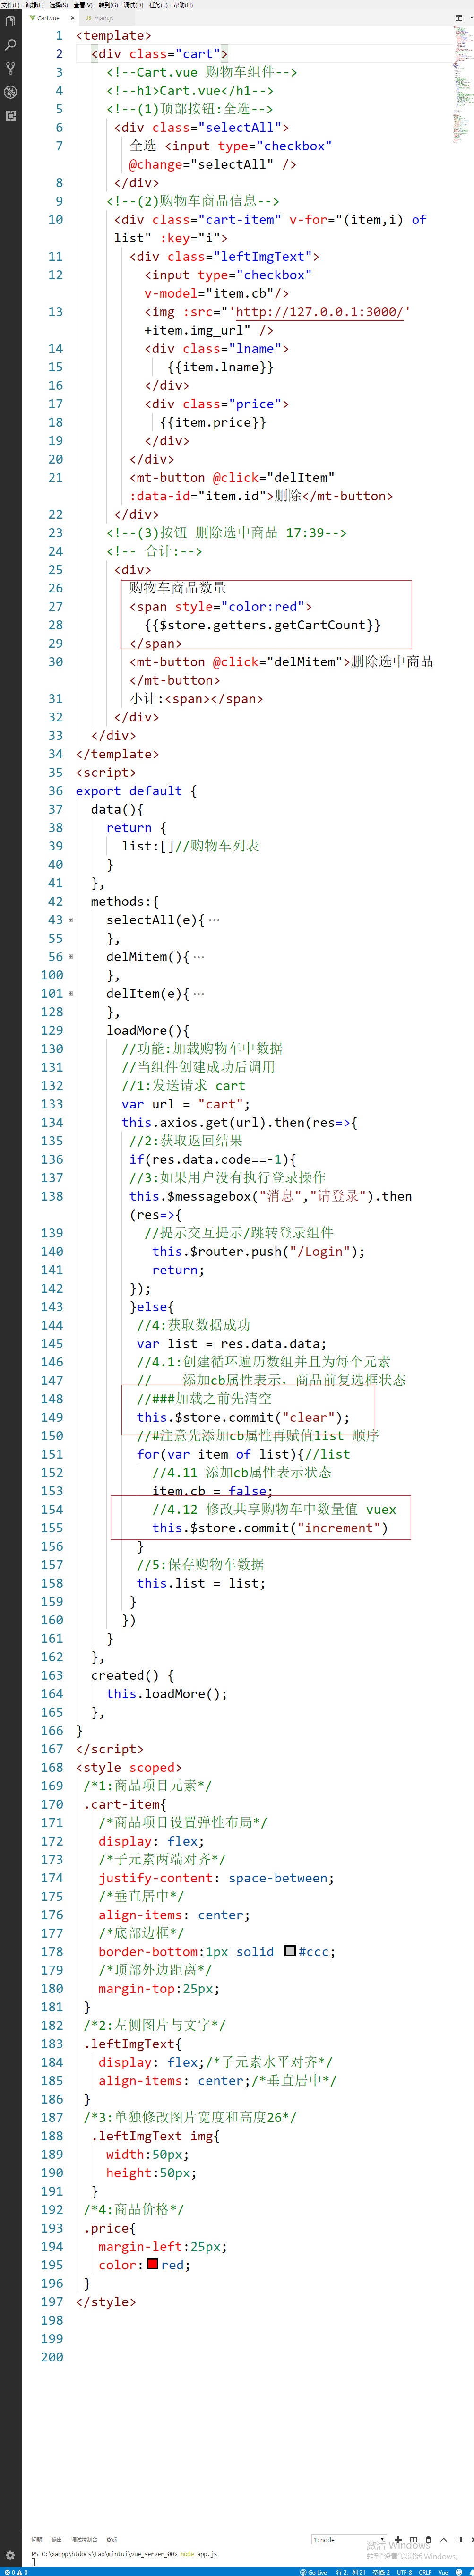 文件(F) 编辑(E) 选择(S) 查看(V) 转到(G) 调试(D) 任务(T) 帮助(H)
Cart.vue × main.js
1 <template>
2 <div class="cart">
3 <!--Cart.vue 购物车组件-->
4 <!--h1>Cart.vue</h1-->
5 <!--(1)顶部按钮:全选-->
6 <div class="selectAll">
7 全选 <input type="checkbox"
@change="selectAll" />
8 </div>
9 <!--(2)购物车商品信息-->
10 <div class="cart-item" v-for="(item,i) of
list" :key="i">
11 <div class="leftImgText">
12 <input type="checkbox"
v-model="item.cb"/>
13 <img :src="'http://127.0.0.1:3000/'
+item.img_url" />
14 <div class="lname">
15 {{item.lname}}
16 </div>
17 <div class="price">
18 {{item.price}}
19 </div>
20 </div>
21 <mt-button @click="delItem"
:data-id="item.id">删除</mt-button>
22 </div>
23 <!--(3)按钮 删除选中商品 17:39-->
24 <!-- 合计:-->
25 <div>
26 购物车商品数量
27 <span style="color:red">
28 {{$store.getters.getCartCount}}
29 </span>
30 <mt-button @click="delMitem">删除选中商品
</mt-button>
31 小计:<span></span>
32 </div>
33 </div>
34 </template>
35 <script>
36 export default {
37 data(){
38 return {
39 list:[]//购物车列表
40 }
41 },
42 methods:{
43 selectAll(e){…
55 },
56 delMitem(){…
100 },
101 delItem(e){…
128 },
129 loadMore(){
130 //功能:加载购物车中数据
131 //当组件创建成功后调用
132 //1:发送请求 cart
133 var url = "cart";
134 this.axios.get(url).then(res=>{
135 //2:获取返回结果
136 if(res.data.code==-1){
137 //3:如果用户没有执行登录操作
138 this.$messagebox("消息","请登录").then
(res=>{
139 //提示交互提示/跳转登录组件
140 this.$router.push("/Login");
141 return;
142 });
143 }else{
144 //4:获取数据成功
145 var list = res.data.data;
146 //4.1:创建循环遍历数组并且为每个元素
147 // 添加cb属性表示，商品前复选框状态
148 //###加载之前先清空
149 this.$store.commit("clear");
150 //#注意先添加cb属性再赋值list 顺序
151 for(var item of list){//list
152 //4.11 添加cb属性表示状态
153 item.cb = false;
154 //4.12 修改共享购物车中数量值 vuex
155 this.$store.commit("increment")
156 }
157 //5:保存购物车数据
158 this.list = list;
159 }
160 })
161 }
162 },
163 created() {
164 this.loadMore();
165 },
166 }
167 </script>
168 <style scoped>
169 /*1:商品项目元素*/
170 .cart-item{
171 /*商品项目设置弹性布局*/
172 display: flex;
173 /*子元素两端对齐*/
174 justify-content: space-between;
175 /*垂直居中*/
176 align-items: center;
177 /*底部边框*/
178 border-bottom:1px solid #ccc;
179 /*顶部外边距离*/
180 margin-top:25px;
181 }
182 /*2:左侧图片与文字*/
183 .leftImgText{
184 display: flex;/*子元素水平对齐*/
185 align-items: center;/*垂直居中*/
186 }
187 /*3:单独修改图片宽度和高度26*/
188 .leftImgText img{
189 width:50px;
190 height:50px;
191 }
192 /*4:商品价格*/
193 .price{
194 margin-left:25px;
195 color:red;
196 }
197 </style>
198
199
200
问题 输出 调试控制台 终端 1: node
激活 Windows
PS C:\xampp\htdocs\tao\mintui\vue_server_00> node app.js
转到"设置"以激活 Windows。
0 0 Go Live 行 2, 列 21 空格: 2 UTF-8 CRLF Vue